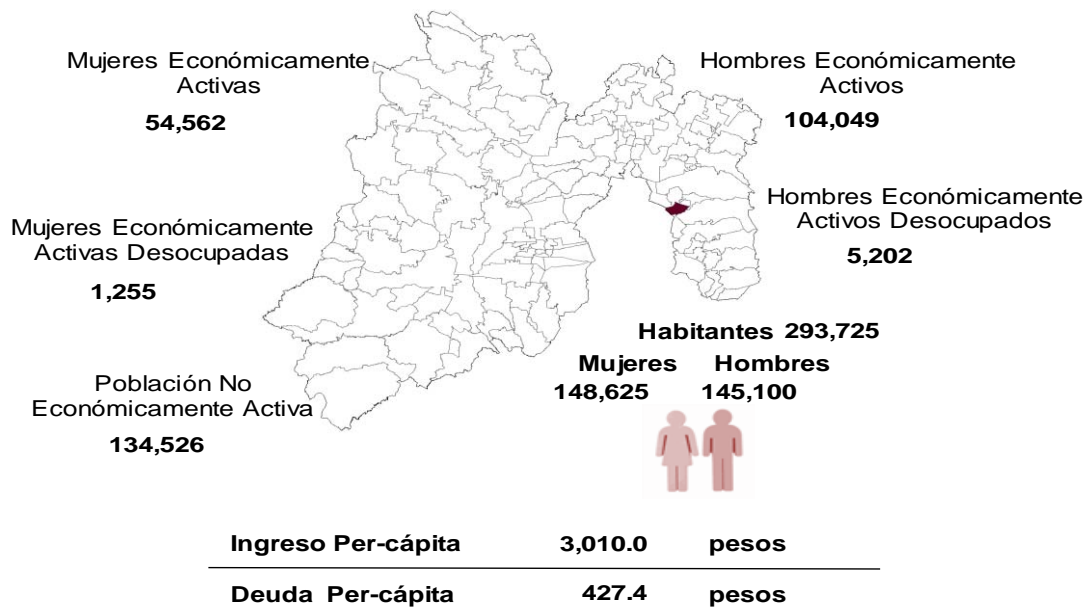 Mujeres Económicamente
Activas
54,562
Hombres Económicamente
Activos
104,049
Mujeres Económicamente
Activas Desocupadas
1,255
Hombres Económicamente
Activos Desocupados
5,202
Habitantes 293,725
Mujeres Hombres
148,625 145,100
Población No
Económicamente Activa
134,526
Ingreso Per-cápita 3,010.0 pesos
Deuda Per-cápita 427.4 pesos